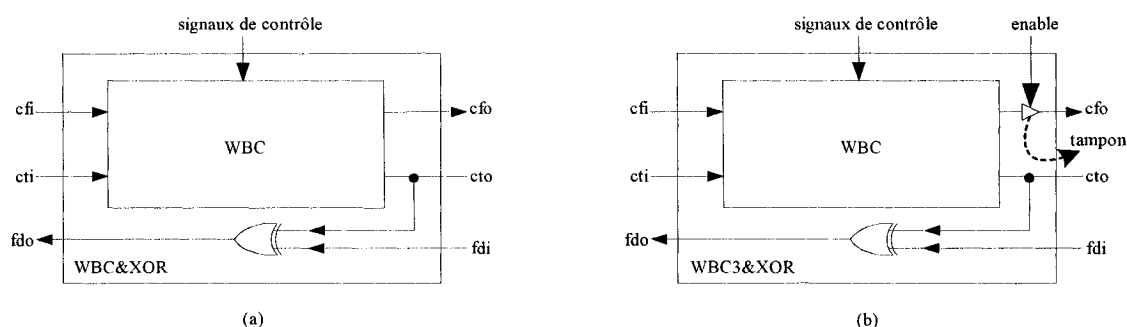 signaux de contrôle
cfi
WBC
cfo
cti
cto
fdo
fdi
WBC&XOR
(a)
signaux de contrôle
enable
cfi
WBC
cfo
tampon
cti
cto
fdo
fdi
WBC3&XOR
(b)